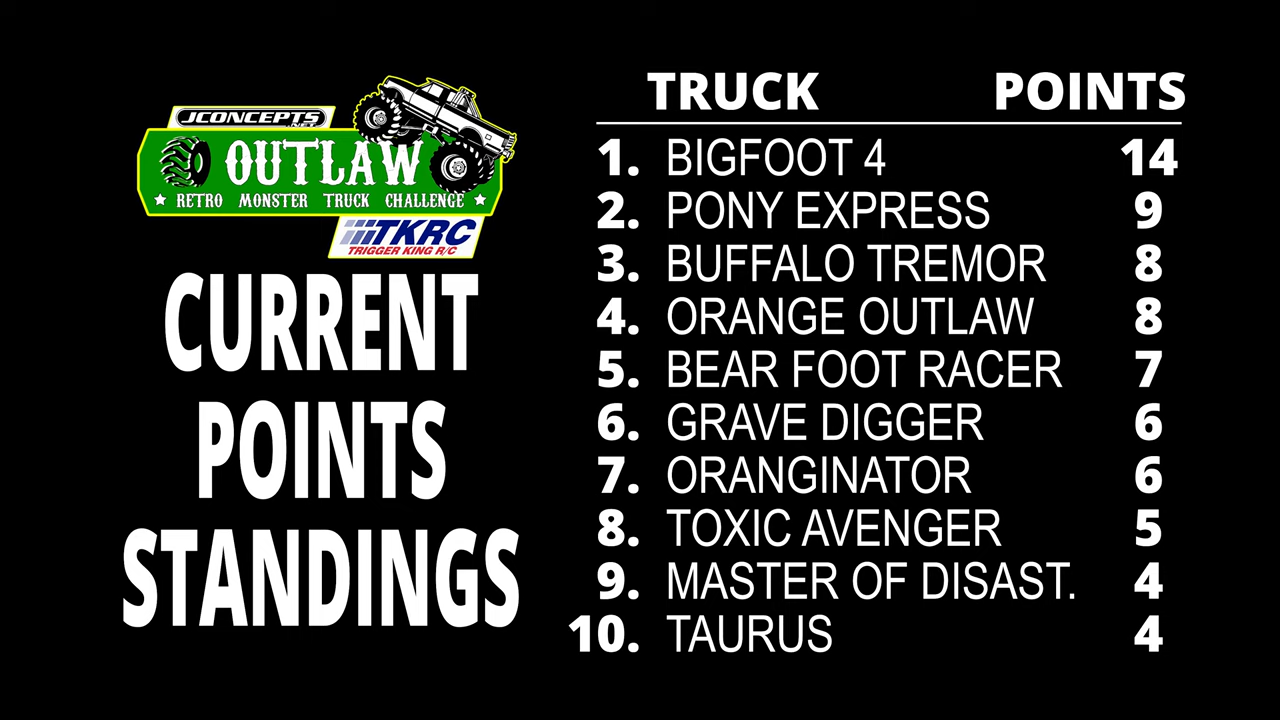 JCONCEPTS
.NET
OUTLAW
RETRO MONSTER TRUCK CHALLENGE
TKRC
TRIGGER KING R/C
CURRENT
POINTS
STANDINGS
TRUCK POINTS
1. BIGFOOT 4 14
2. PONY EXPRESS 9
3. BUFFALO TREMOR 8
4. ORANGE OUTLAW 8
5. BEAR FOOT RACER 7
6. GRAVE DIGGER 6
7. ORANGINATOR 6
8. TOXIC AVENGER 5
9. MASTER OF DISAST. 4
10. TAURUS 4